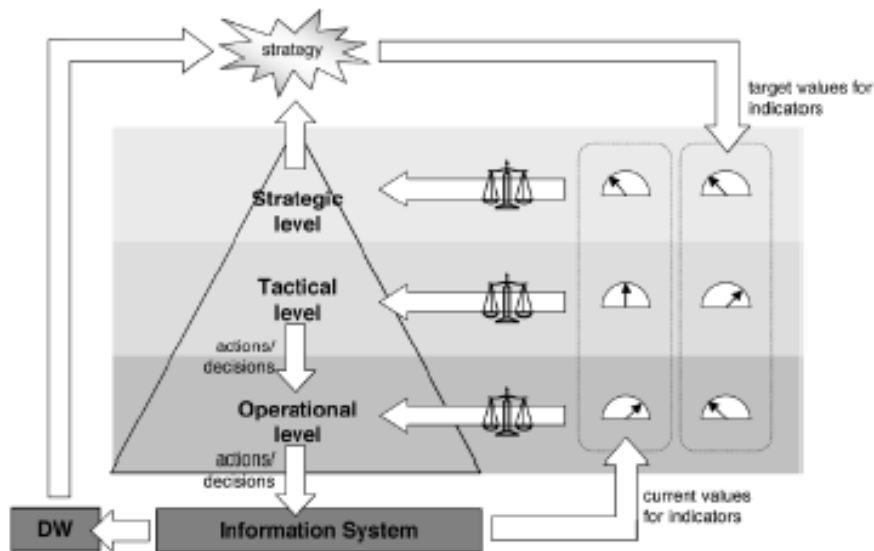 strategy
target values for
indicators
Strategic
level
Tactical
level
actions/
decisions
Operational
level
actions/
decisions
current values
for indicators
DW
Information System